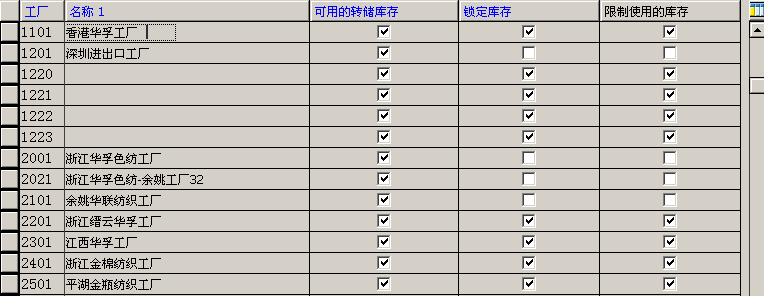 工厂 名称 1 可用的转储库存 锁定库存 限制使用的库存
1101 香港华孚工厂
1201 深圳进出口工厂
1220
1221
1222
1223
2001 浙江华孚色纺工厂
2021 浙江华孚色纺-余姚工厂32
2101 余姚华联纺织工厂
2201 浙江缙云华孚工厂
2301 江西华孚工厂
2401 浙江金棉纺织工厂
2501 平湖金瓶纺织工厂